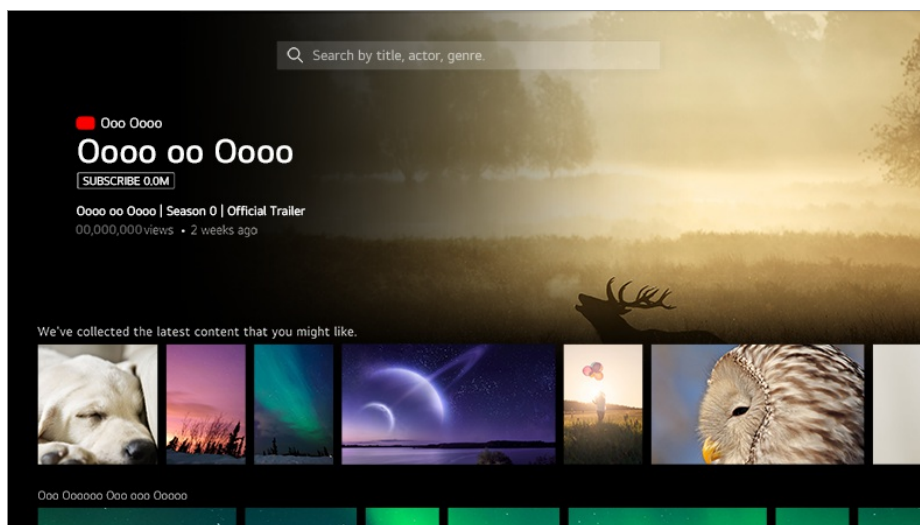 Search by title, actor, genre.
Ooo Oooo
Oooo oo Oooo
SUBSCRIBE 0.0M
Oooo oo Oooo | Season 0 | Official Trailer
00,000,000 views • 2 weeks ago
We've collected the latest content that you might like.
Ooo Oooooo Ooo ooo Ooooo